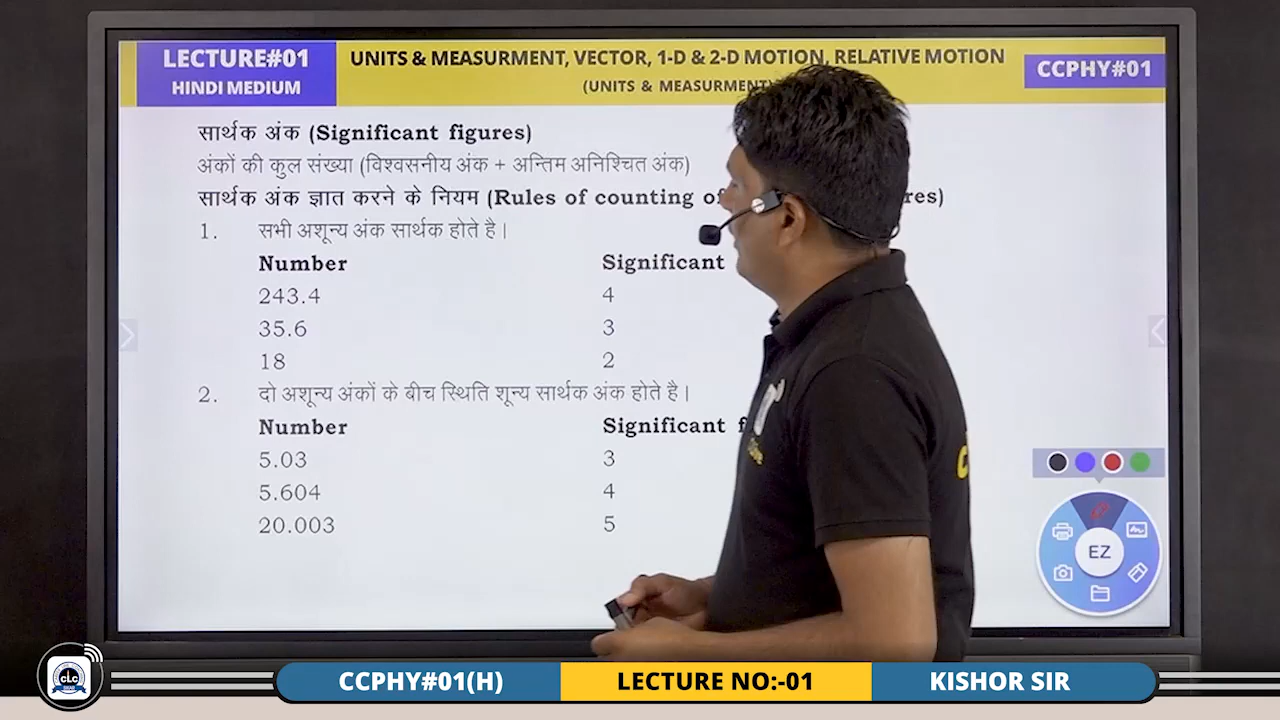 LECTURE#01
HINDI MEDIUM
UNITS & MEASURMENT, VECTOR, 1-D & 2-D MOTION, RELATIVE MOTION
(UNITS & MEASURMENT)
CCPHY#01
सार्थक अंक (Significant figures)
अंकों की कुल संख्या (विश्वसनीय अंक + अन्तिम अनिश्चित अंक)
सार्थक अंक ज्ञात करने के नियम (Rules of counting of res)
1. सभी अशून्य अंक सार्थक होते है।
Number Significant
243.4 4
35.6 3
18 2
2. दो अशून्य अंकों के बीच स्थिति शून्य सार्थक अंक होते है।
Number Significant f
5.03 3
5.604 4
20.003 5
EZ
CLC
CCPHY#01(H)
LECTURE NO:-01
KISHOR SIR